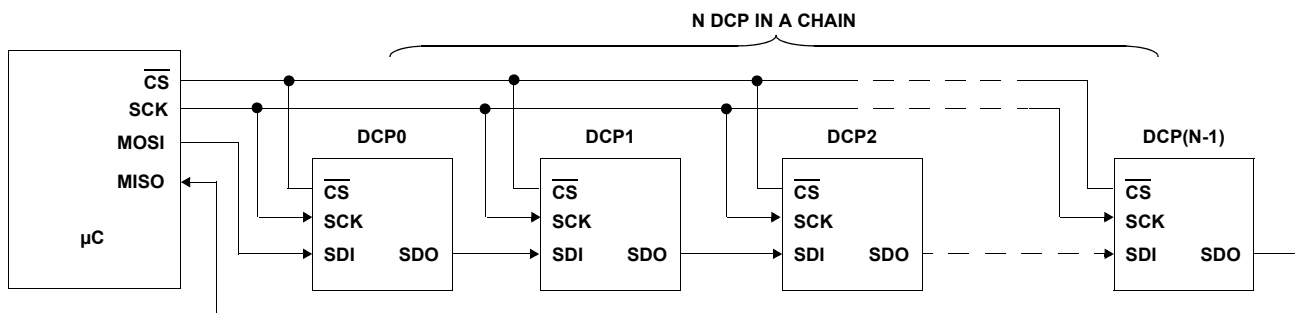 N DCP IN A CHAIN
CS
SCK
MOSI
MISO
µC
DCP0
CS
SCK
SDI SDO
DCP1
CS
SCK
SDI SDO
DCP2
CS
SCK
SDI SDO
DCP(N-1)
CS
SCK
SDI SDO